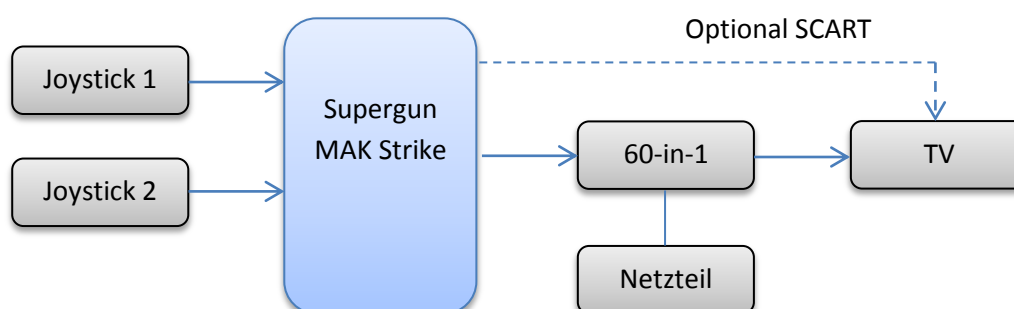 Optional SCART
Joystick 1
Joystick 2
Supergun
MAK Strike
60-in-1
TV
Netzteil